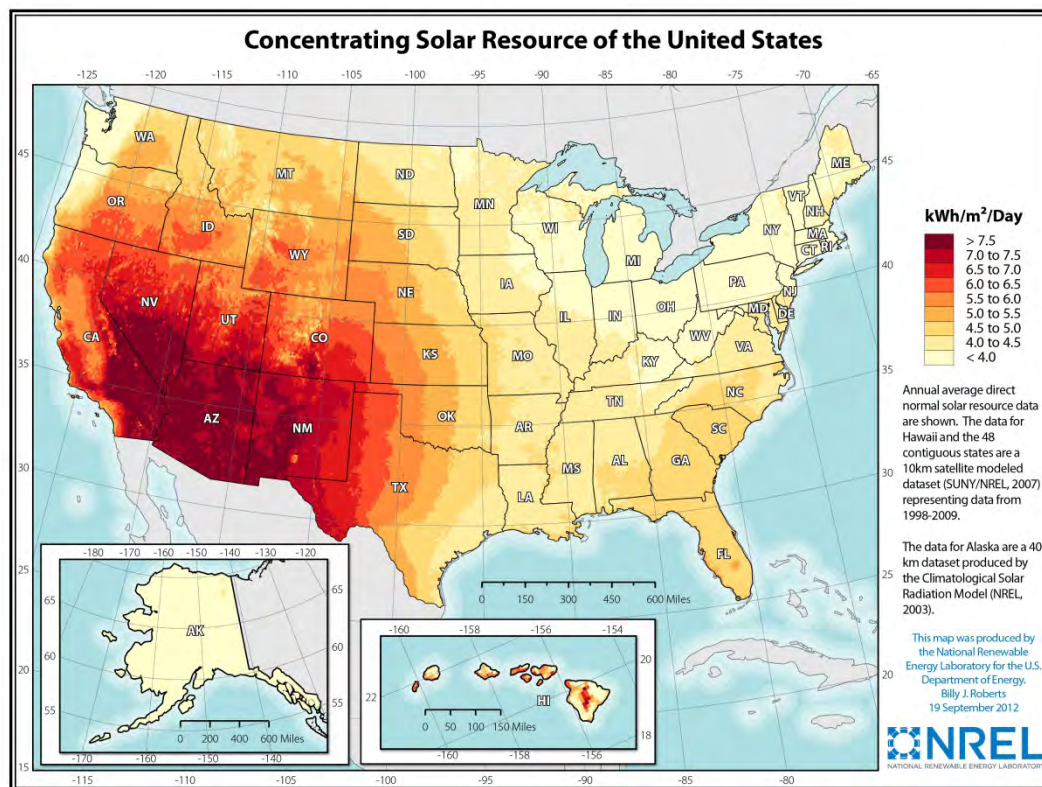 Concentrating Solar Resource of the United States
-125 -120 -115 -110 -105 -100 -95 -90 -85 -80 -75 -70 -65
45
40
35
30
25
20
15
45
40
35
30
25
20
WA
MT
ND
MN
ME
OR
ID
WY
SD
WI
MI
VT
NH
NY
MA
CT
RI
NV
UT
CO
NE
IA
IL
IN
OH
PA
NJ
MD
DE
CA
KS
MO
KY
WV
VA
AZ
NM
OK
AR
TN
NC
SC
TX
LA
MS
AL
GA
FL
0 150 300 450 600 Miles
-180 -170 -160 -150 -140 -130 -120
65
60
55
65
60
55
AK
0 200 400 600 Miles
-170 -160 -150 -140
-160 -158 -156 -154
22
20
18
HI
0 50 100 150 Miles
-160 -158 -156
-115 -110 -105 -100 -95 -90 -85 -80
kWh/m²/Day
> 7.5
7.0 to 7.5
6.5 to 7.0
6.0 to 6.5
5.5 to 6.0
5.0 to 5.5
4.5 to 5.0
4.0 to 4.5
< 4.0
Annual average direct
normal solar resource data
are shown. The data for
Hawaii and the 48
contiguous states are a
10km satellite modeled
dataset (SUNY/NREL, 2007)
representing data from
1998-2009.
The data for Alaska are a 40
km dataset produced by
the Climatological Solar
Radiation Model (NREL,
2003).
This map was produced by
the National Renewable
Energy Laboratory for the U.S.
Department of Energy.
Billy J. Roberts
19 September 2012
NREL
NATIONAL RENEWABLE ENERGY LABORATORY